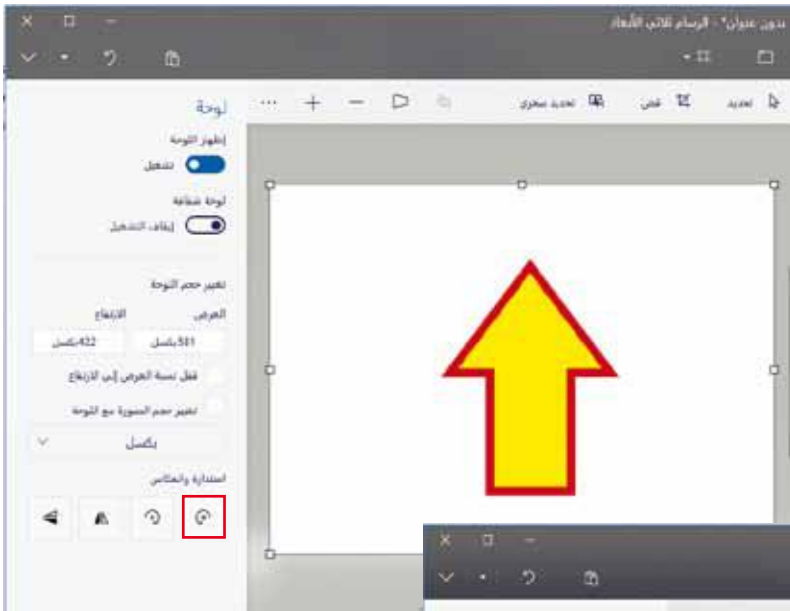 بدون عنوان* - الرسام ثلاثي الأبعاد
تحديد
قص
تحديد سحري
لوحة
إظهار اللوحة
تشغيل
لوحة شفافة
إيقاف التشغيل
تغيير حجم اللوحة
العرض الارتفاع
581بكسل 422بكسل
قفل نسبة العرض إلى الارتفاع
تغيير حجم الصورة مع اللوحة
بكسل
استدارة وانعكاس